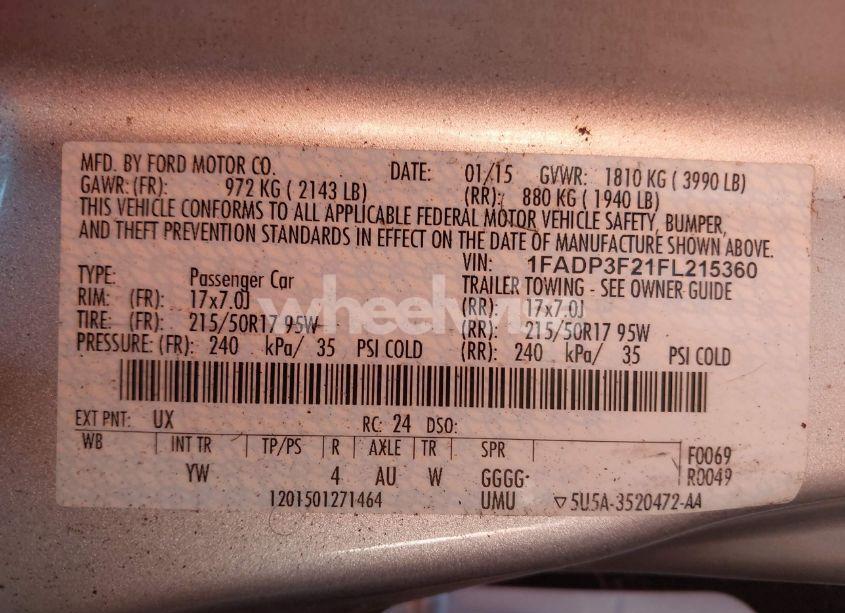 MFD. BY FORD MOTOR CO. DATE: 01/15 GVWR: 1810 KG ( 3990 LB)
GAWR: (FR): 972 KG ( 2143 LB) (RR): 880 KG ( 1940 LB)
THIS VEHICLE CONFORMS TO ALL APPLICABLE FEDERAL MOTOR VEHICLE SAFETY, BUMPER,
AND THEFT PREVENTION STANDARDS IN EFFECT ON THE DATE OF MANUFACTURE SHOWN ABOVE.
VIN: 1FADP3F21FL215360
TYPE: Passenger Car TRAILER TOWING - SEE OWNER GUIDE
RIM: (FR): 17x7.0J (RR): 17x7.0J
TIRE: (FR): 215/50R17 95W (RR): 215/50R17 95W
PRESSURE: (FR): 240 kPa/ 35 PSI COLD (RR): 240 kPa/ 35 PSI COLD
EXT PNT: UX RC: 24 DSO:
WB INT TR TP/PS R AXLE TR SPR F0069
YW 4 AU W GGGG R0049
1201501271464 UMU ▽5U5A-3520472-AA